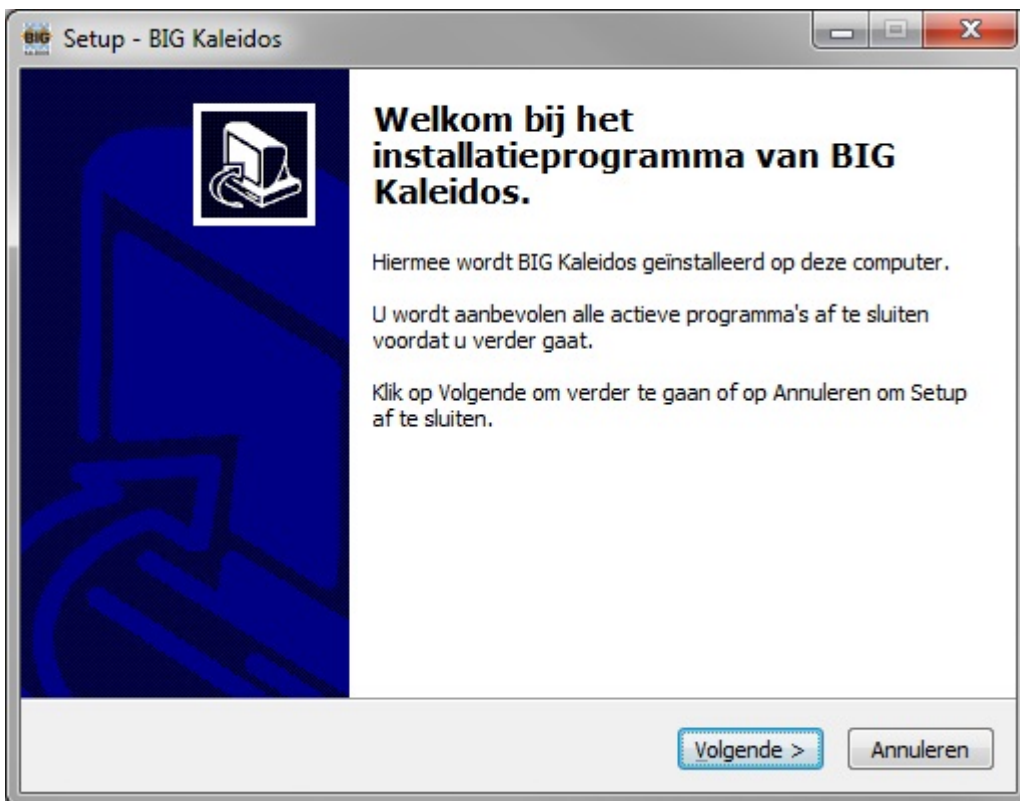 BIG
Setup - BIG Kaleidos
Welkom bij het
installatieprogramma van BIG
Kaleidos.
Hiermee wordt BIG Kaleidos geïnstalleerd op deze computer.
U wordt aanbevolen alle actieve programma's af te sluiten
voordat u verder gaat.
Klik op Volgende om verder te gaan of op Annuleren om Setup
af te sluiten.
Volgende >
Annuleren